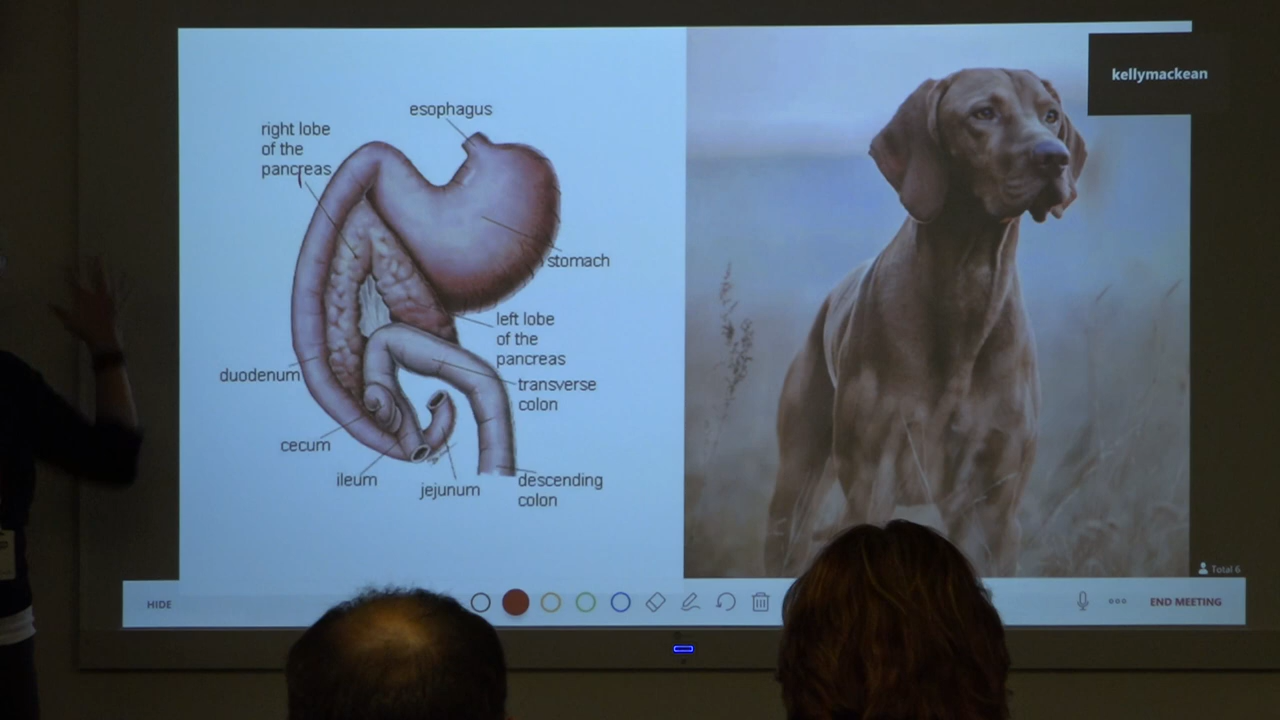 esophagus
right lobe
of the
pancreas
stomach
left lobe
of the
pancreas
duodenum
transverse
colon
cecum
ileum
jejunum
descending
colon
kellymackean
Total 6
HIDE
END MEETING